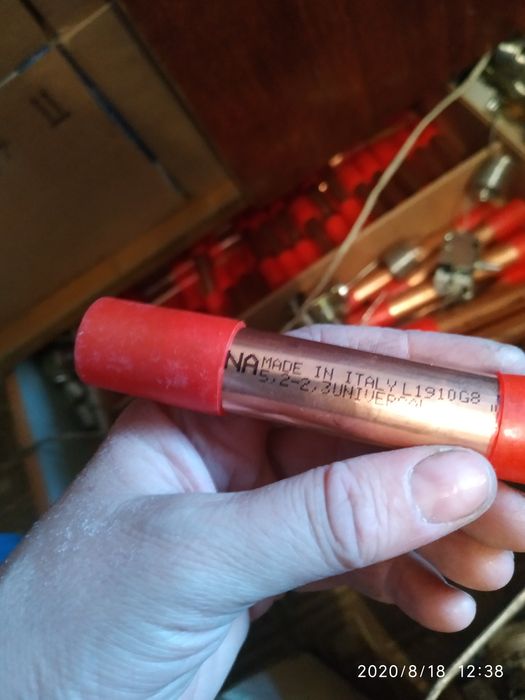 NA MADE IN ITALY L1910G8
5,2-2,3UNIVERSAL
2020/8/18 12:38